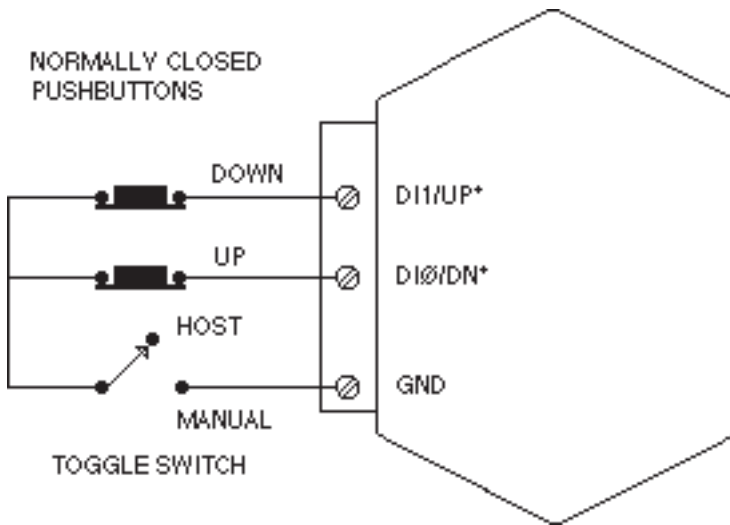 NORMALLY CLOSED
PUSHBUTTONS
DOWN
DI1/UP*
UP
DIØ/DN*
HOST
GND
MANUAL
TOGGLE SWITCH